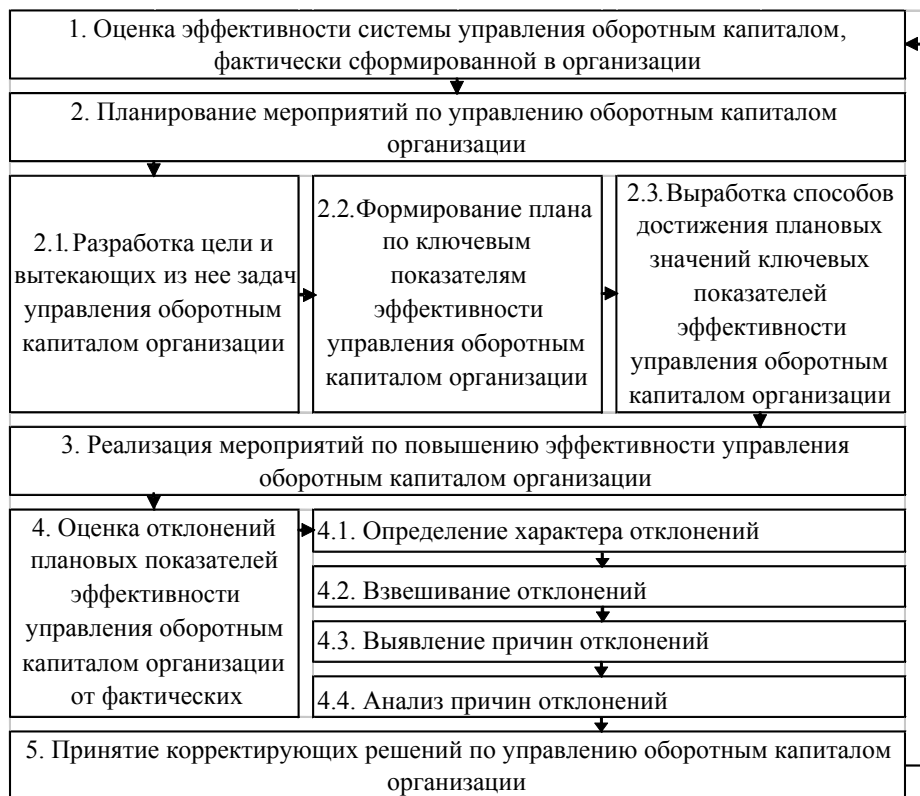 1. Оценка эффективности системы управления оборотным капиталом,
фактически сформированной в организации
2. Планирование мероприятий по управлению оборотным капиталом
организации
2.1. Разработка цели и
вытекающих из нее задач
управления оборотным
капиталом организации
2.2. Формирование плана
по ключевым
показателям
эффективности
управления оборотным
капиталом организации
2.3. Выработка способов
достижения плановых
значений ключевых
показателей
эффективности
управления оборотным
капиталом организации
3. Реализация мероприятий по повышению эффективности управления
оборотным капиталом организации
4. Оценка отклонений
плановых показателей
эффективности
управления оборотным
капиталом организации
от фактических
4.1. Определение характера отклонений
4.2. Взвешивание отклонений
4.3. Выявление причин отклонений
4.4. Анализ причин отклонений
5. Принятие корректирующих решений по управлению оборотным капиталом
организации